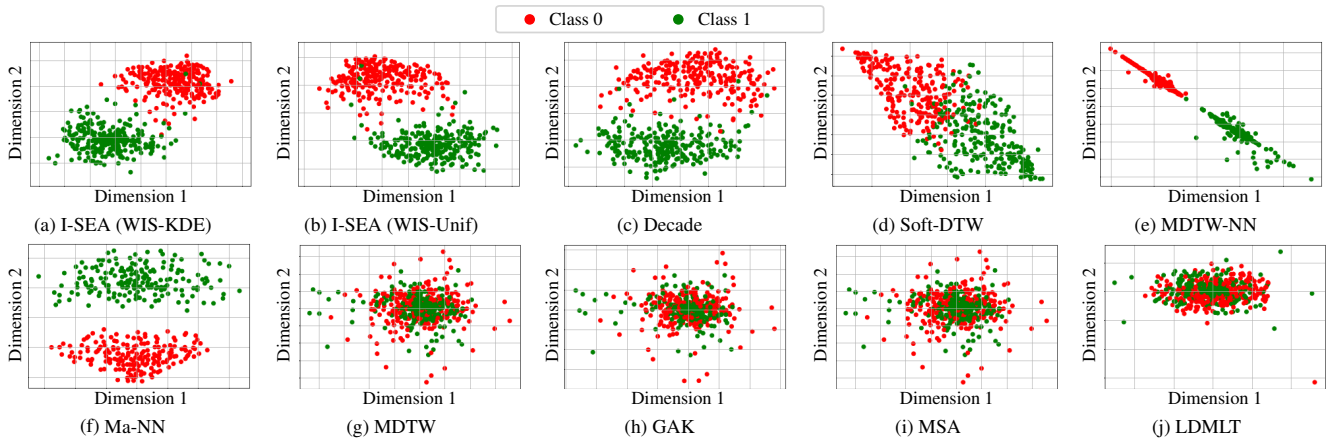 Class 0 Class 1
Dimension 2 Dimension 2 Dimension 2 Dimension 2 Dimension 2
Dimension 1 Dimension 1 Dimension 1 Dimension 1 Dimension 1
(a) I-SEA (WIS-KDE) (b) I-SEA (WIS-Unif) (c) Decade (d) Soft-DTW (e) MDTW-NN
Dimension 2 Dimension 2 Dimension 2 Dimension 2 Dimension 2
Dimension 1 Dimension 1 Dimension 1 Dimension 1 Dimension 1
(f) Ma-NN (g) MDTW (h) GAK (i) MSA (j) LDMLT